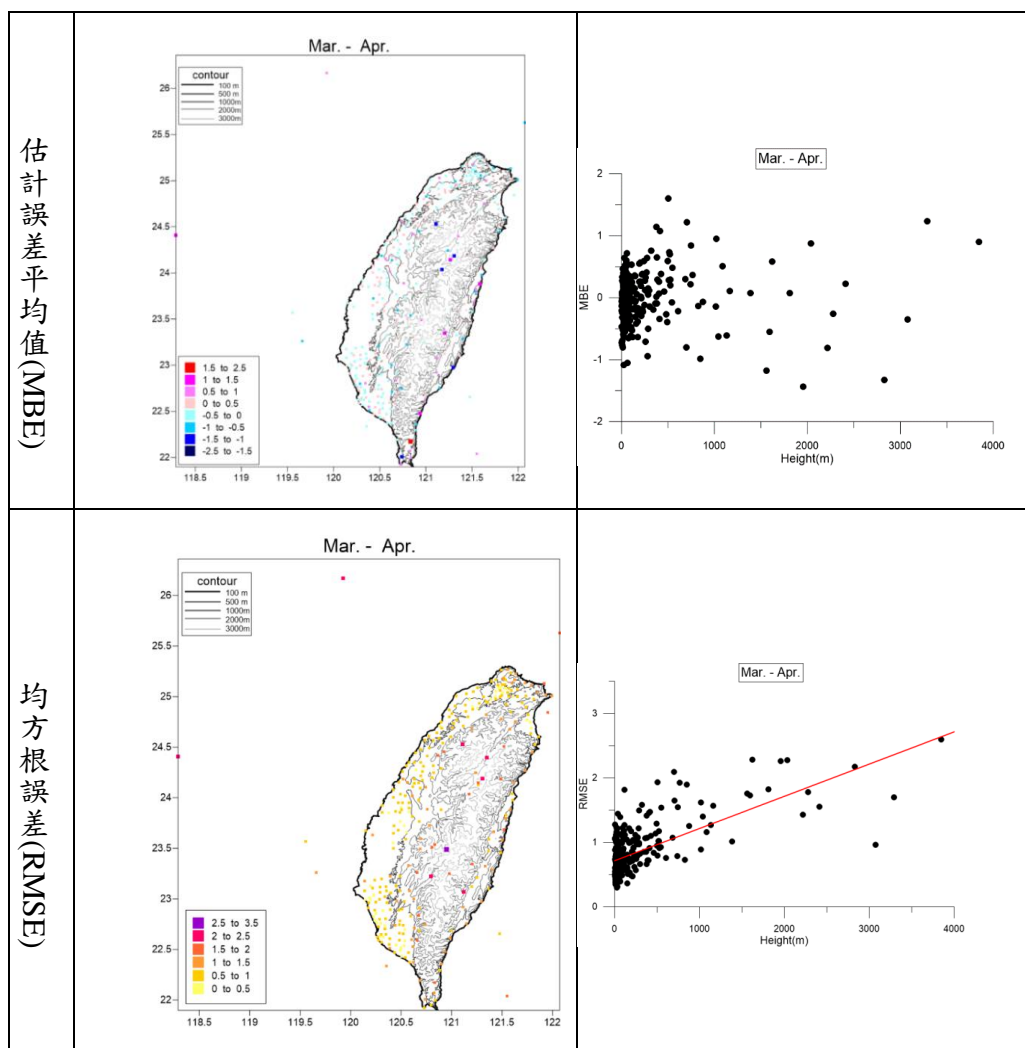 估計誤差平均值(MBE)
Mar. - Apr.
contour
100 m
500 m
1000m
2000m
3000m
26
25.5
25
24.5
24
23.5
23
22.5
22
1.5 to 2.5
1 to 1.5
0.5 to 1
0 to 0.5
-0.5 to 0
-1 to -0.5
-1.5 to -1
-2.5 to -1.5
118.5 119 119.5 120 120.5 121 121.5 122
Mar. - Apr.
2
1
0
-1
-2
MBE
0 1000 2000 3000 4000
Height(m)
均方根誤差(RMSE)
Mar. - Apr.
contour
100 m
500 m
1000m
2000m
3000m
26
25.5
25
24.5
24
23.5
23
22.5
22
2.5 to 3.5
2 to 2.5
1.5 to 2
1 to 1.5
0.5 to 1
0 to 0.5
118.5 119 119.5 120 120.5 121 121.5 122
Mar. - Apr.
3
2
1
0
RMSE
0 1000 2000 3000 4000
Height(m)